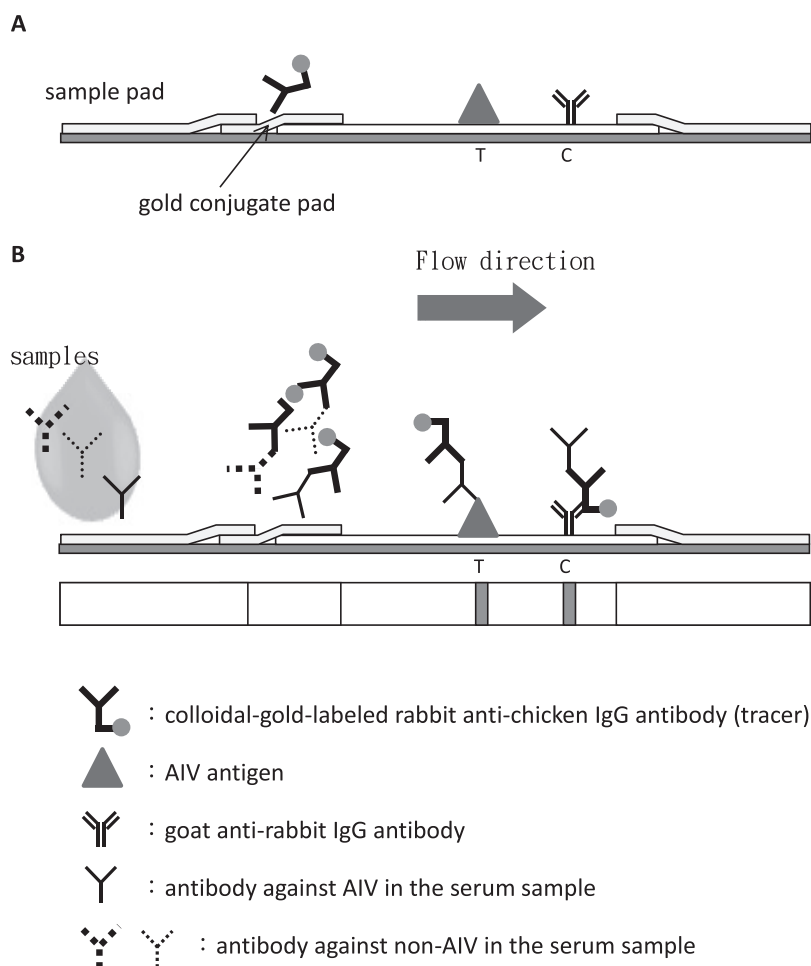 A
sample pad
T
C
gold conjugate pad
B
Flow direction
samples
T
C
: colloidal-gold-labeled rabbit anti-chicken IgG antibody (tracer)
: AIV antigen
: goat anti-rabbit IgG antibody
: antibody against AIV in the serum sample
: antibody against non-AIV in the serum sample